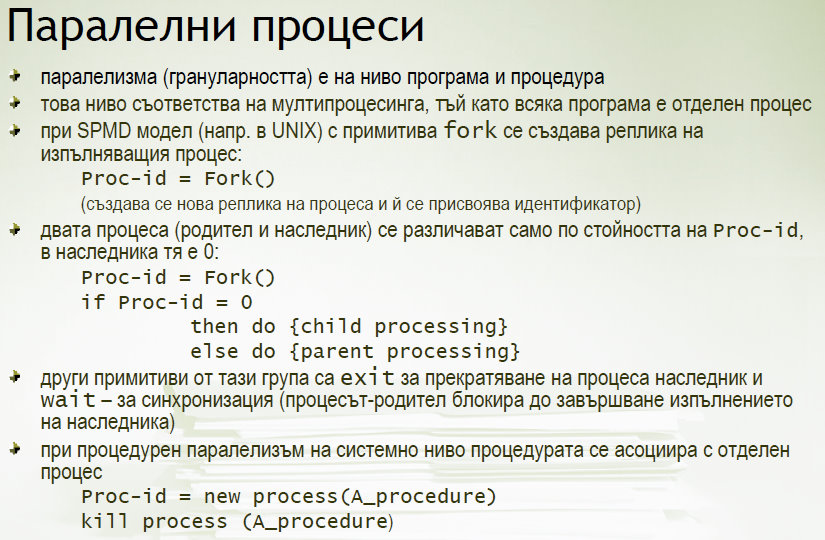 Паралелни процеси
паралелизма (грануларността) е на ниво програма и процедура
това ниво съответства на мултипроцесинга, тъй като всяка програма е отделен процес
при SPMD модел (напр. в UNIX) с примитива fork се създава реплика на
изпълняващия процес:
Proc-id = Fork()
(създава се нова реплика на процеса и й се присвоява идентификатор)
двата процеса (родител и наследник) се различават само по стойността на Proc-id,
в наследника тя е 0:
Proc-id = Fork()
if Proc-id = O
then do {child processing}
else do {parent processing}
други примитиви от тази група са exit за прекратяване на процеса наследник и
wait – за синхронизация (процесът-родител блокира до завършване изпълнението
на наследника)
при процедурен паралелизъм на системно ниво процедурата се асоциира с отделен
процес
Proc-id = new process(A_procedure)
kill process (A_procedure)